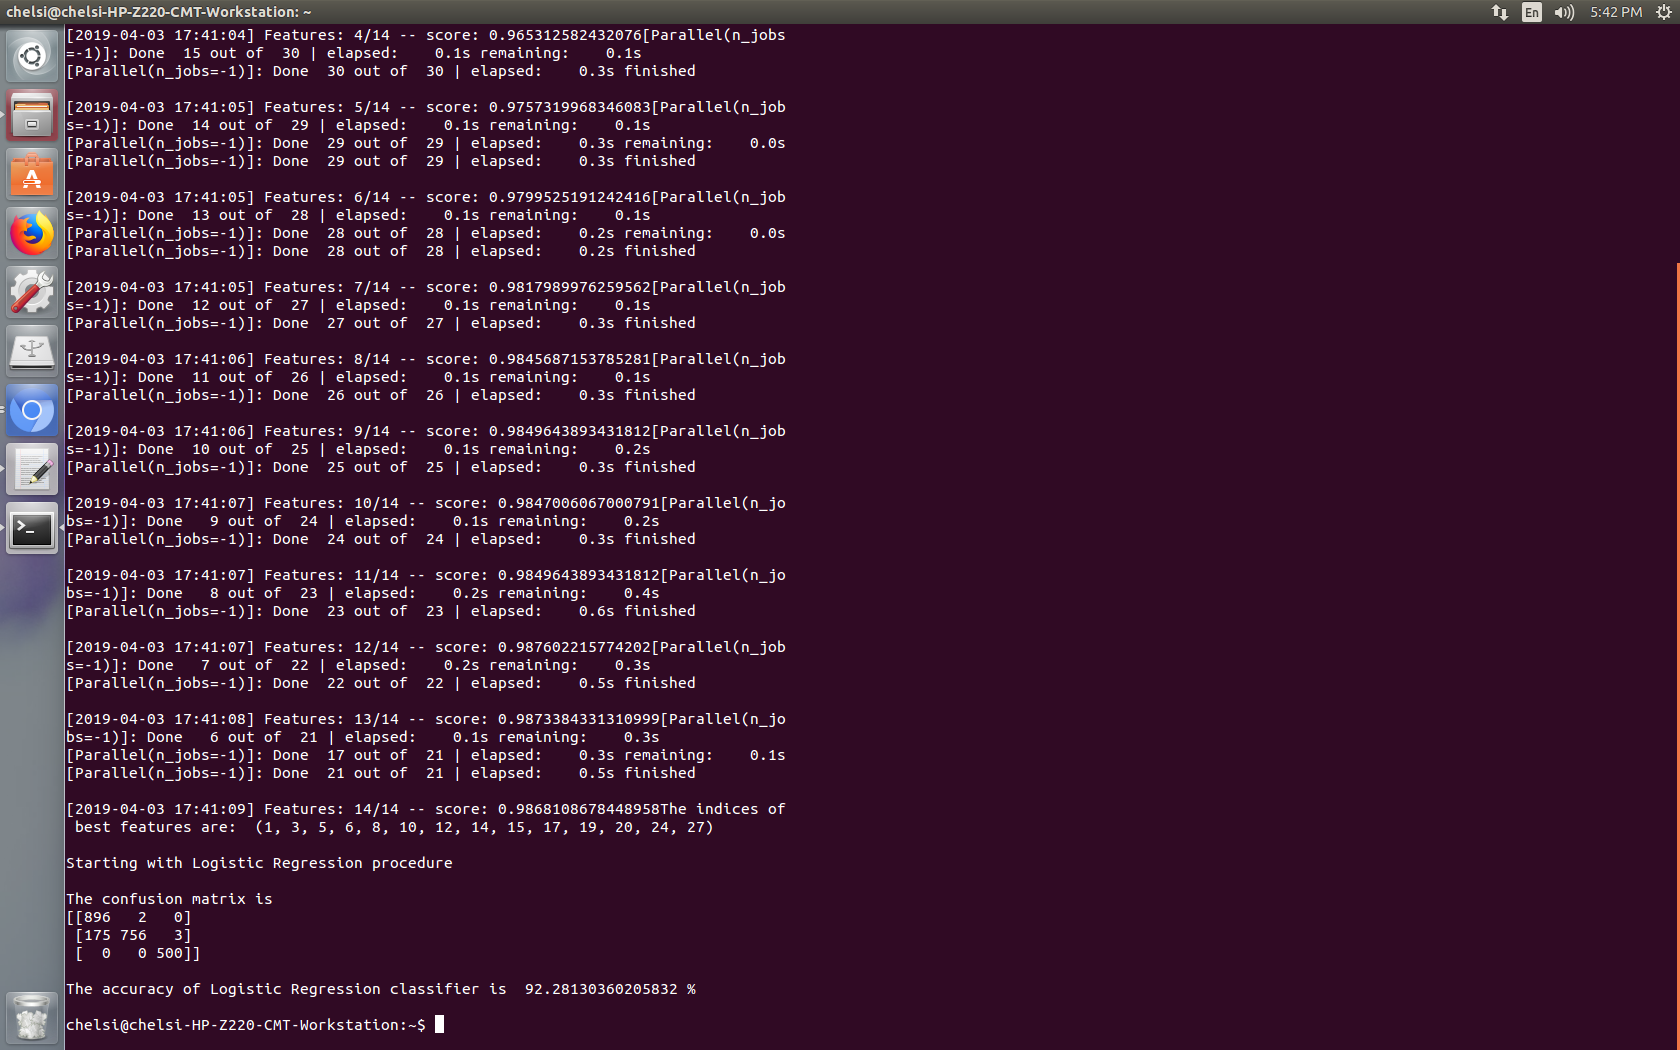 chelsi@chelsi-HP-Z220-CMT-Workstation: ~
En
5:42 PM
[2019-04-03 17:41:04] Features: 4/14 -- score: 0.965312582432076[Parallel(n_jobs
=-1)]: Done  15 out of  30 | elapsed:    0.1s remaining:    0.1s
[Parallel(n_jobs=-1)]: Done  30 out of  30 | elapsed:    0.3s finished
[2019-04-03 17:41:05] Features: 5/14 -- score: 0.9757319968346083[Parallel(n_job
s=-1)]: Done  14 out of  29 | elapsed:    0.1s remaining:    0.1s
[Parallel(n_jobs=-1)]: Done  29 out of  29 | elapsed:    0.3s remaining:    0.0s
[Parallel(n_jobs=-1)]: Done  29 out of  29 | elapsed:    0.3s finished
[2019-04-03 17:41:05] Features: 6/14 -- score: 0.9799525191242416[Parallel(n_job
s=-1)]: Done  13 out of  28 | elapsed:    0.1s remaining:    0.1s
[Parallel(n_jobs=-1)]: Done  28 out of  28 | elapsed:    0.2s remaining:    0.0s
[Parallel(n_jobs=-1)]: Done  28 out of  28 | elapsed:    0.2s finished
[2019-04-03 17:41:05] Features: 7/14 -- score: 0.9817989976259562[Parallel(n_job
s=-1)]: Done  12 out of  27 | elapsed:    0.1s remaining:    0.1s
[Parallel(n_jobs=-1)]: Done  27 out of  27 | elapsed:    0.3s finished
[2019-04-03 17:41:06] Features: 8/14 -- score: 0.9845687153785281[Parallel(n_job
s=-1)]: Done  11 out of  26 | elapsed:    0.1s remaining:    0.1s
[Parallel(n_jobs=-1)]: Done  26 out of  26 | elapsed:    0.3s finished
[2019-04-03 17:41:06] Features: 9/14 -- score: 0.9849643893431812[Parallel(n_job
s=-1)]: Done  10 out of  25 | elapsed:    0.1s remaining:    0.2s
[Parallel(n_jobs=-1)]: Done  25 out of  25 | elapsed:    0.3s finished
[2019-04-03 17:41:07] Features: 10/14 -- score: 0.9847006067000791[Parallel(n_jo
bs=-1)]: Done   9 out of  24 | elapsed:    0.1s remaining:    0.2s
[Parallel(n_jobs=-1)]: Done  24 out of  24 | elapsed:    0.3s finished
[2019-04-03 17:41:07] Features: 11/14 -- score: 0.9849643893431812[Parallel(n_jo
bs=-1)]: Done   8 out of  23 | elapsed:    0.2s remaining:    0.4s
[Parallel(n_jobs=-1)]: Done  23 out of  23 | elapsed:    0.6s finished
[2019-04-03 17:41:07] Features: 12/14 -- score: 0.987602215774202[Parallel(n_job
s=-1)]: Done   7 out of  22 | elapsed:    0.2s remaining:    0.3s
[Parallel(n_jobs=-1)]: Done  22 out of  22 | elapsed:    0.5s finished
[2019-04-03 17:41:08] Features: 13/14 -- score: 0.9873384331310999[Parallel(n_jo
bs=-1)]: Done   6 out of  21 | elapsed:    0.1s remaining:    0.3s
[Parallel(n_jobs=-1)]: Done  17 out of  21 | elapsed:    0.3s remaining:    0.1s
[Parallel(n_jobs=-1)]: Done  21 out of  21 | elapsed:    0.5s finished
[2019-04-03 17:41:09] Features: 14/14 -- score: 0.9868108678448958The indices of
 best features are:  (1, 3, 5, 6, 8, 10, 12, 14, 15, 17, 19, 20, 24, 27)
Starting with Logistic Regression procedure
The confusion matrix is
[[896   2   0]
 [175 756   3]
 [  0   0 500]]
The accuracy of Logistic Regression classifier is  92.28130360205832 %
chelsi@chelsi-HP-Z220-CMT-Workstation:~$